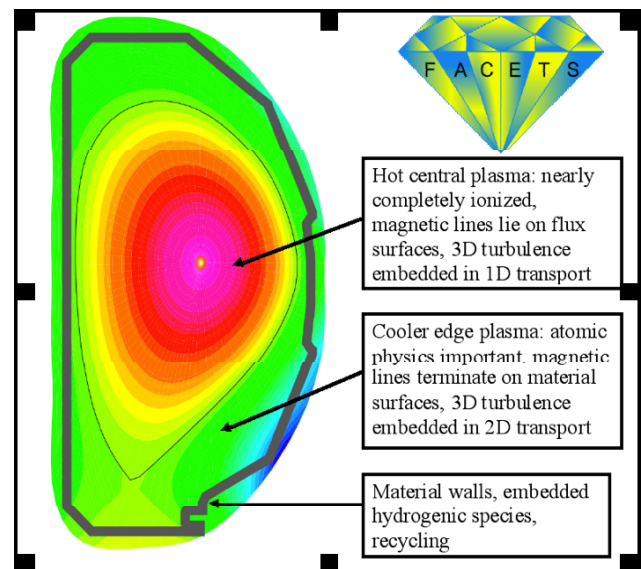 FACETS
Hot central plasma: nearly
completely ionized,
magnetic lines lie on flux
surfaces, 3D turbulence
embedded in 1D transport
Cooler edge plasma: atomic
physics important, magnetic
lines terminate on material
surfaces, 3D turbulence
embedded in 2D transport
Material walls, embedded
hydrogenic species,
recycling